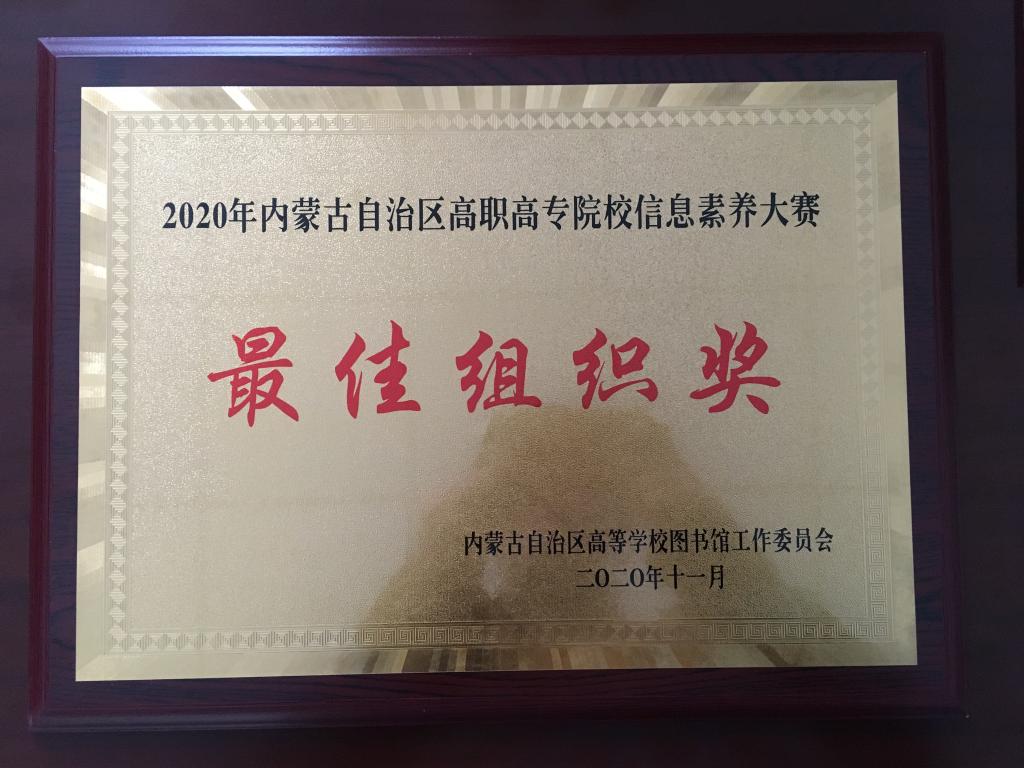 2020年内蒙古自治区高职高专院校信息素养大赛
最佳组织奖
内蒙古自治区高等学校图书馆工作委员会
二〇二〇年十一月